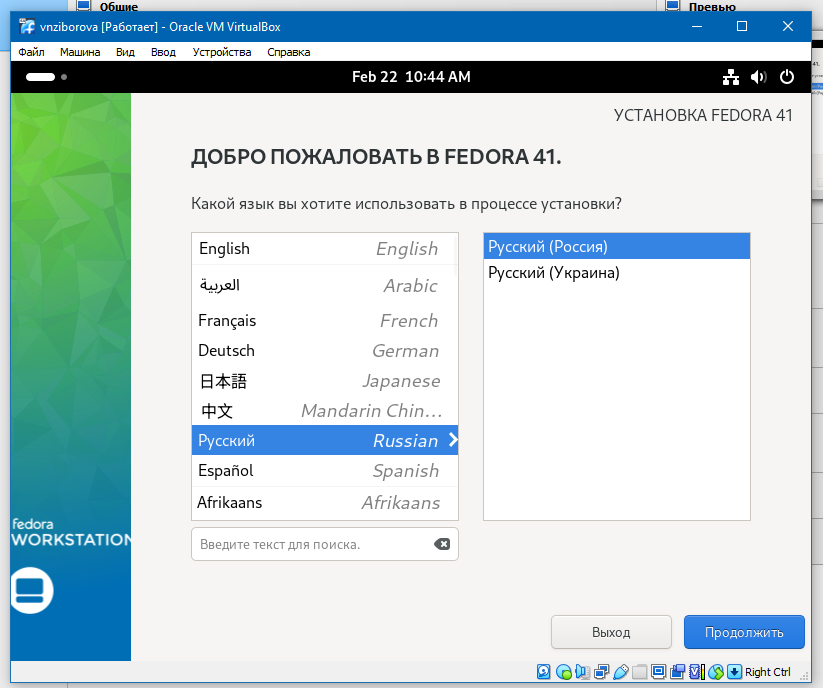 Общие
Превью
vnziborova [Работает] - Oracle VM VirtualBox
Файл Машина Вид Ввод Устройства Справка
Feb 22 10:44 AM
УСТАНОВКА FEDORA 41
ДОБРО ПОЖАЛОВАТЬ В FEDORA 41.
Какой язык вы хотите использовать в процессе установки?
English English
العربية Arabic
Français French
Deutsch German
日本語 Japanese
中文 Mandarin Chin...
Русский Russian
Español Spanish
Afrikaans Afrikaans
Русский (Россия)
Русский (Украина)
Введите текст для поиска.
fedora
WORKSTATION
Выход Продолжить
Right Ctrl